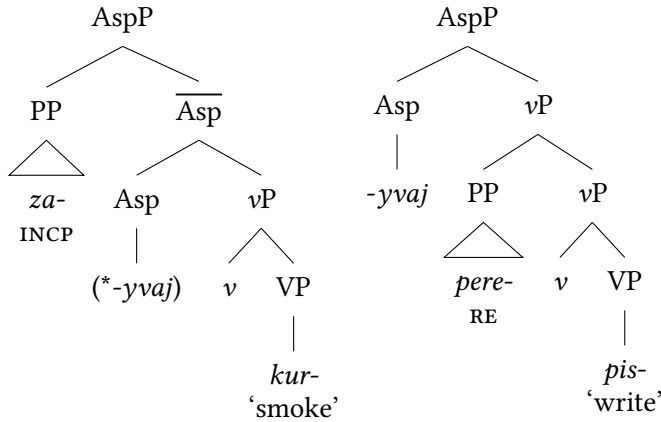 AspP AspP
PP Asp Asp vP
za- Asp vP -yvaj PP vP
INCP (*-yvaj) v VP pere- v VP
RE
kur- pis-
‘smoke’ ‘write’